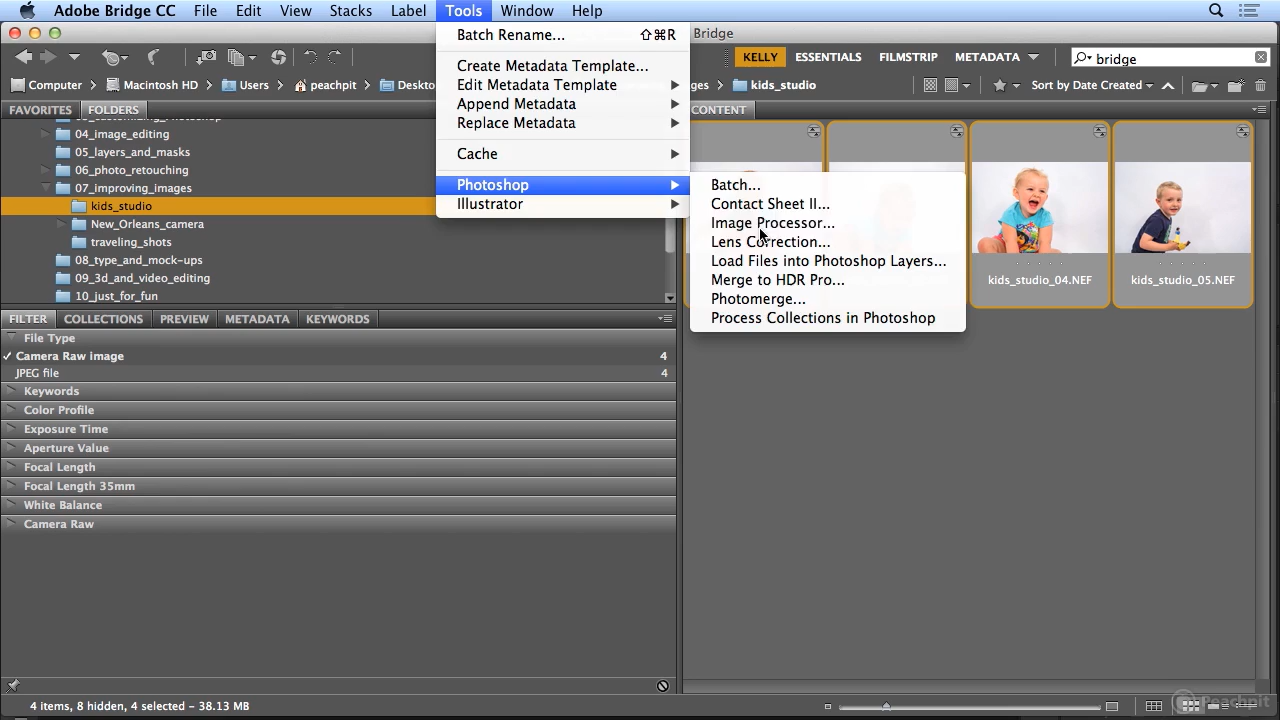 Adobe Bridge CC File Edit View Stacks Label Tools Window Help
Bridge
Batch Rename... ⇧⌘R
Create Metadata Template...
Edit Metadata Template
Append Metadata
Replace Metadata
Cache
Photoshop
Illustrator
Batch...
Contact Sheet II...
Image Processor...
Lens Correction...
Load Files into Photoshop Layers...
Merge to HDR Pro...
Photomerge...
Process Collections in Photoshop
KELLY ESSENTIALS FILMSTRIP METADATA bridge
Computer Macintosh HD Users peachpit kids_studio Sort by Date Created
FAVORITES FOLDERS
04_image_editing
05_layers_and_masks
06_photo_retouching
07_improving_images
kids_studio
New_Orleans_camera
traveling_shots
08_type_and_mock-ups
09_3d_and_video_editing
10_just_for_fun
CONTENT
kids_studio_04.NEF kids_studio_05.NEF
FILTER COLLECTIONS PREVIEW METADATA KEYWORDS
File Type
✓ Camera Raw image 4
JPEG file 4
Keywords
Color Profile
Exposure Time
Aperture Value
Focal Length
Focal Length 35mm
White Balance
Camera Raw
4 items, 8 hidden, 4 selected - 38.13 MB
Peachpit